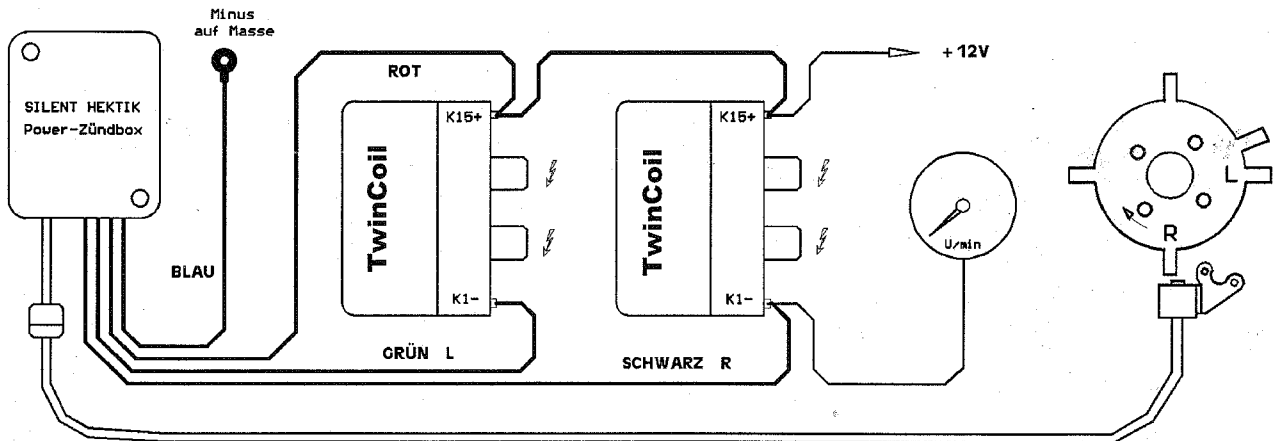 Minus
auf Masse
SILENT HEKTIK
Power-Zündbox
ROT
+12V
K15+
K15+
TwinCoil
TwinCoil
L
R
U/min
BLAU
K1-
K1-
GRÜN L
SCHWARZ R